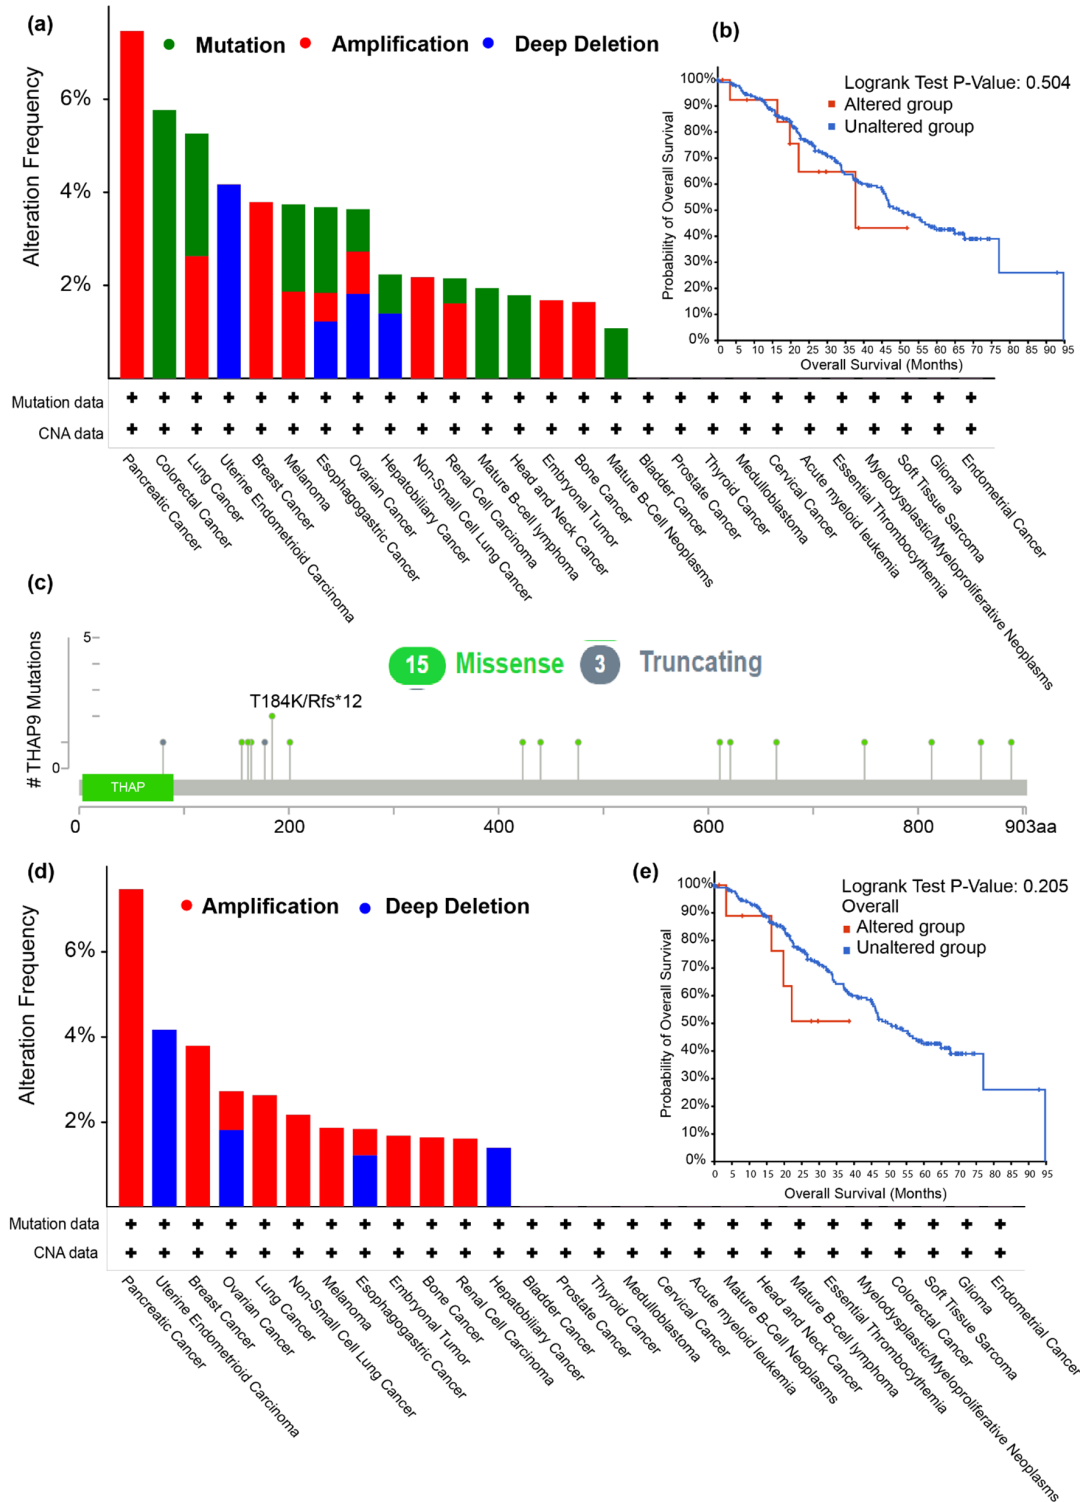 (a)
Mutation Amplification Deep Deletion
Alteration Frequency
6%
4%
2%
Mutation data
CNA data
Pancreatic Cancer
Colorectal Cancer
Lung Cancer
Uterine Endometrioid Carcinoma
Breast Cancer
Melanoma
Esophagogastric Cancer
Ovarian Cancer
Hepatobiliary Cancer
Non-Small Cell Lung Cancer
Renal Cell Carcinoma
Mature B-cell lymphoma
Head and Neck Cancer
Embryonal Tumor
Bone Cancer
Mature B-Cell Neoplasms
Bladder Cancer
Prostate Cancer
Thyroid Cancer
Medulloblastoma
Cervical Cancer
Acute myeloid leukemia
Essential Thrombocythemia
Myelodysplastic/Myeloproliferative Neoplasms
Soft Tissue Sarcoma
Glioma
Endometrial Cancer
(b)
Logrank Test P-Value: 0.504
Altered group
Unaltered group
Probability of Overall Survival
100%
90%
80%
70%
60%
50%
40%
30%
20%
10%
0%
0 5 10 15 20 25 30 35 40 45 50 55 60 65 70 75 80 85 90 95
Overall Survival (Months)
(c)
# THAP9 Mutations
5
0
15 Missense 3 Truncating
T184K/Rfs*12
THAP
0 200 400 600 800 903aa
(d)
Amplification Deep Deletion
Alteration Frequency
6%
4%
2%
Mutation data
CNA data
Pancreatic Cancer
Uterine Endometrioid Carcinoma
Breast Cancer
Ovarian Cancer
Lung Cancer
Non-Small Cell Lung Cancer
Melanoma
Esophagogastric Cancer
Embryonal Tumor
Bone Cancer
Renal Cell Carcinoma
Hepatobiliary Cancer
Bladder Cancer
Prostate Cancer
Thyroid Cancer
Medulloblastoma
Cervical Cancer
Acute myeloid leukemia
Mature B-Cell Neoplasms
Head and Neck Cancer
Mature B-cell lymphoma
Essential Thrombocythemia
Myelodysplastic/Myeloproliferative Neoplasms
Colorectal Cancer
Soft Tissue Sarcoma
Glioma
Endometrial Cancer
(e)
Logrank Test P-Value: 0.205
Overall
Altered group
Unaltered group
Probability of Overall Survival
100%
90%
80%
70%
60%
50%
40%
30%
20%
10%
0%
0 5 10 15 20 25 30 35 40 45 50 55 60 65 70 75 80 85 90 95
Overall Survival (Months)